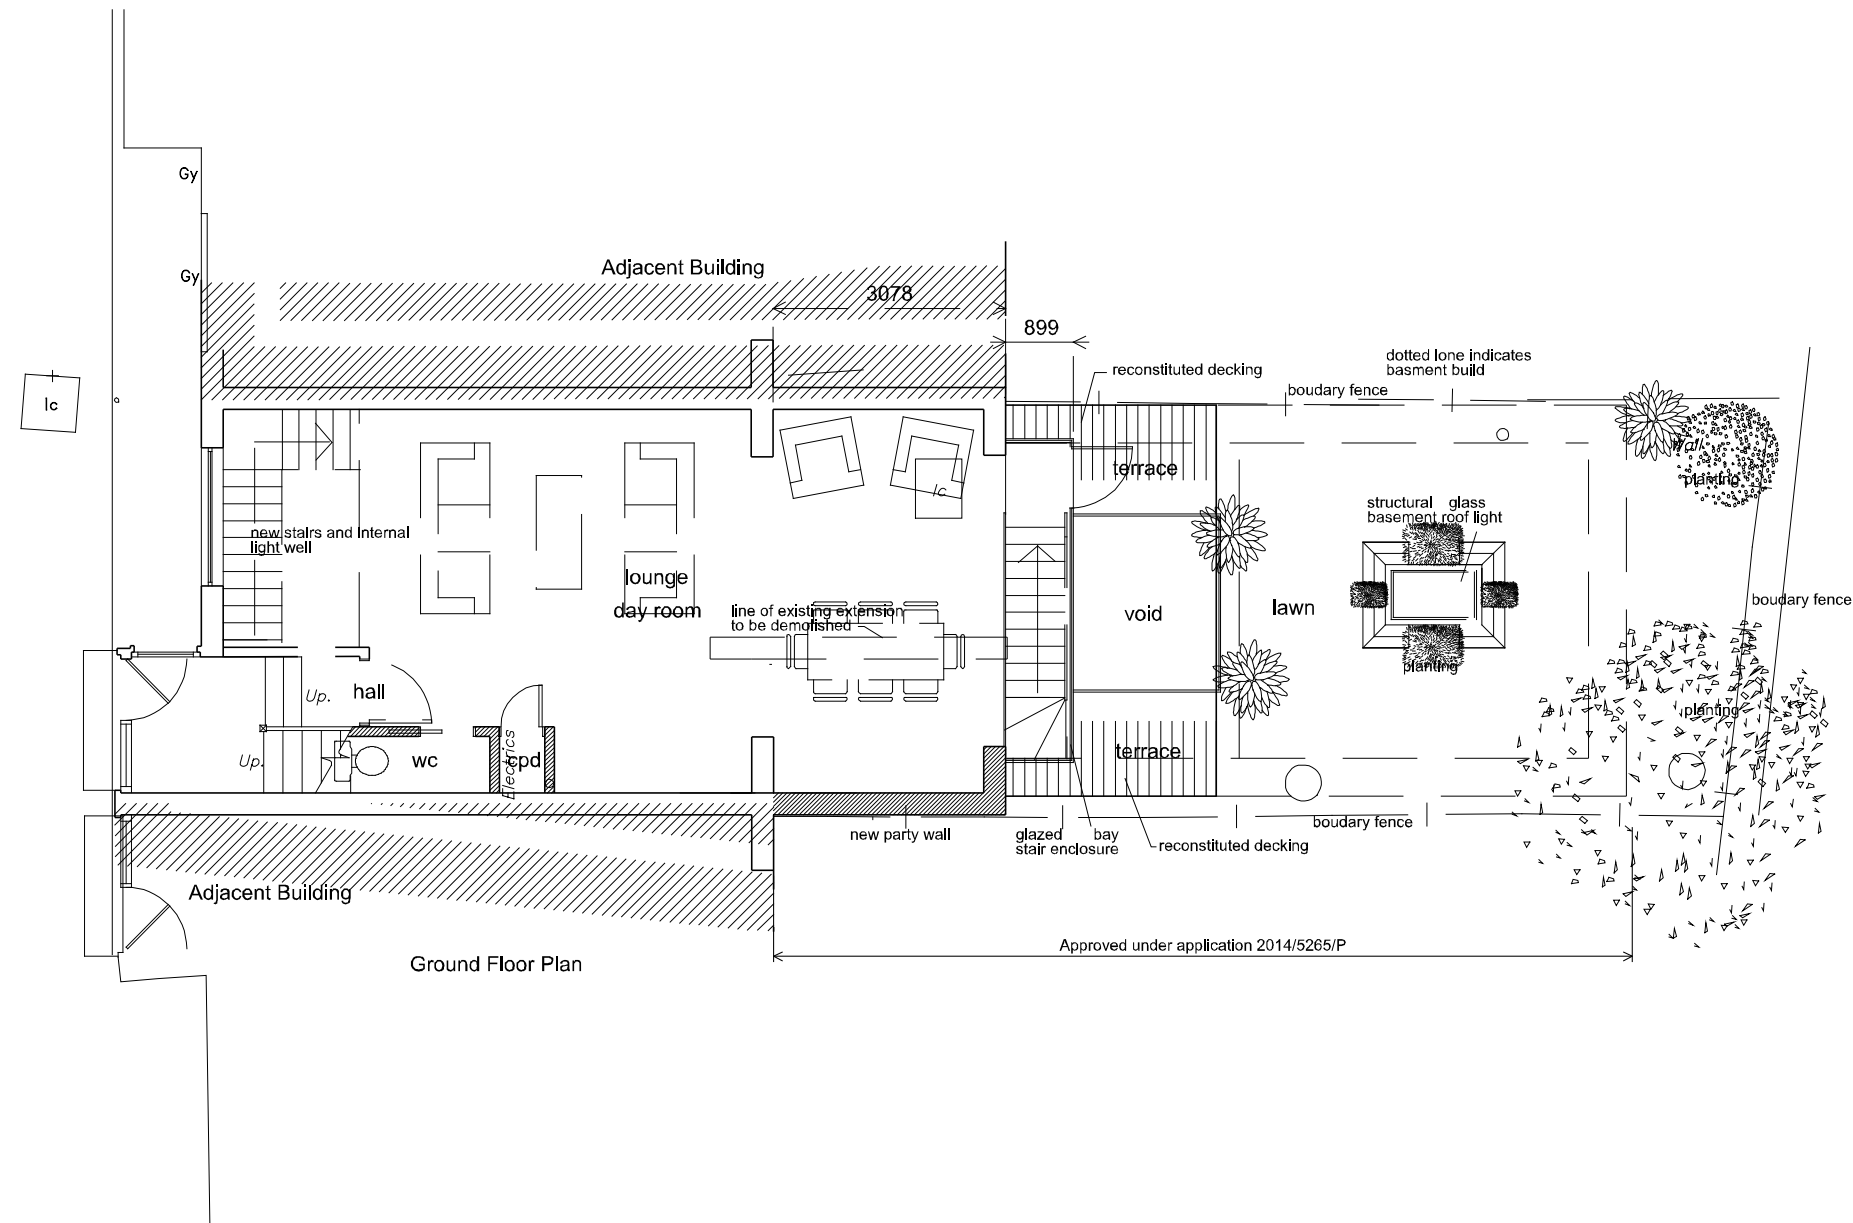 Gy
Adjacent Building
Gy
3078
899
dotted lone indicates
basment build
reconstituted decking
boudary fence
Ic
Wall
terrace
planting
Ic
structural glass
basement roof light
new stairs and Internal
light well
lounge
day room
line of existing extension
to be demolished
void
lawn
boudary fence
planting
Up.
hall
planting
Up.
wc
Electrics
cpd
terrace
new party wall
glazed bay
stair enclosure
boudary fence
reconstituted decking
Adjacent Building
Approved under application 2014/5265/P
Ground Floor Plan